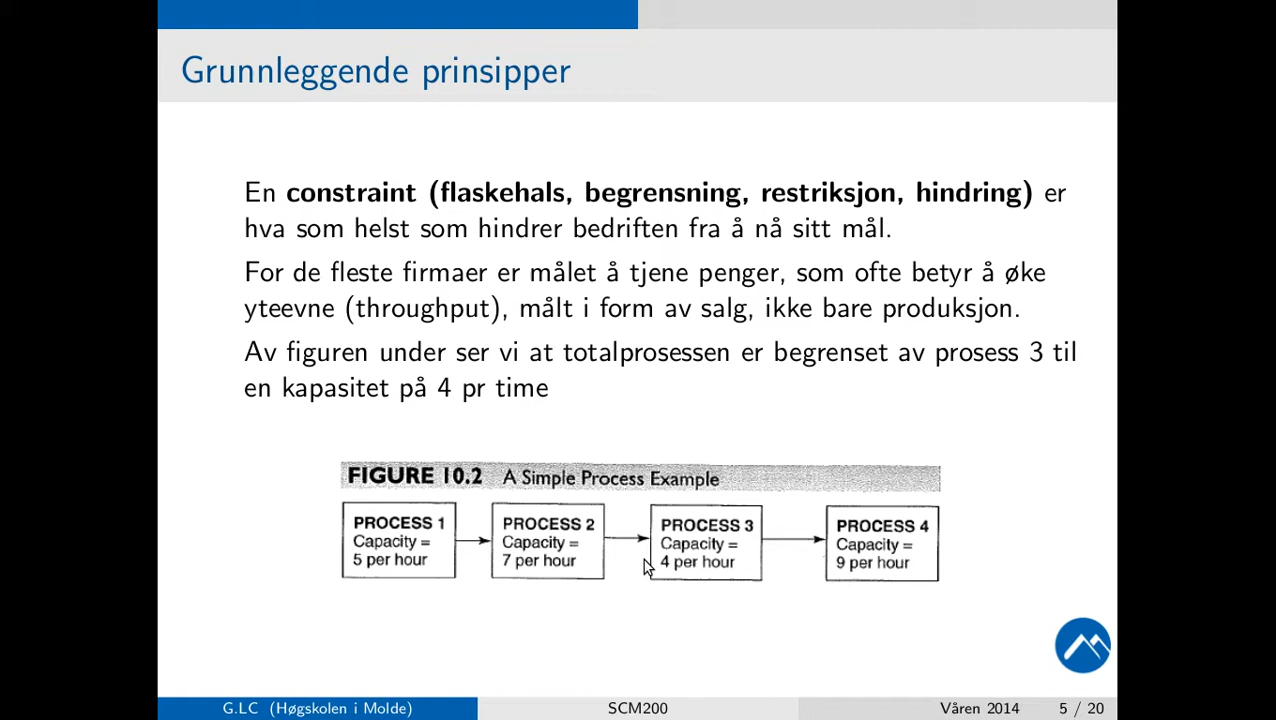 Grunnleggende prinsipper
En constraint (flaskehals, begrensning, restriksjon, hindring) er
hva som helst som hindrer bedriften fra å nå sitt mål.
For de fleste firmaer er målet å tjene penger, som ofte betyr å øke
yteevne (throughput), målt i form av salg, ikke bare produksjon.
Av figuren under ser vi at totalprosessen er begrenset av prosess 3 til
en kapasitet på 4 pr time
FIGURE 10.2 A Simple Process Example
PROCESS 1
Capacity =
5 per hour
PROCESS 2
Capacity =
7 per hour
PROCESS 3
Capacity =
4 per hour
PROCESS 4
Capacity =
9 per hour
G.LC (Høgskolen i Molde) SCM200 Våren 2014 5 / 20